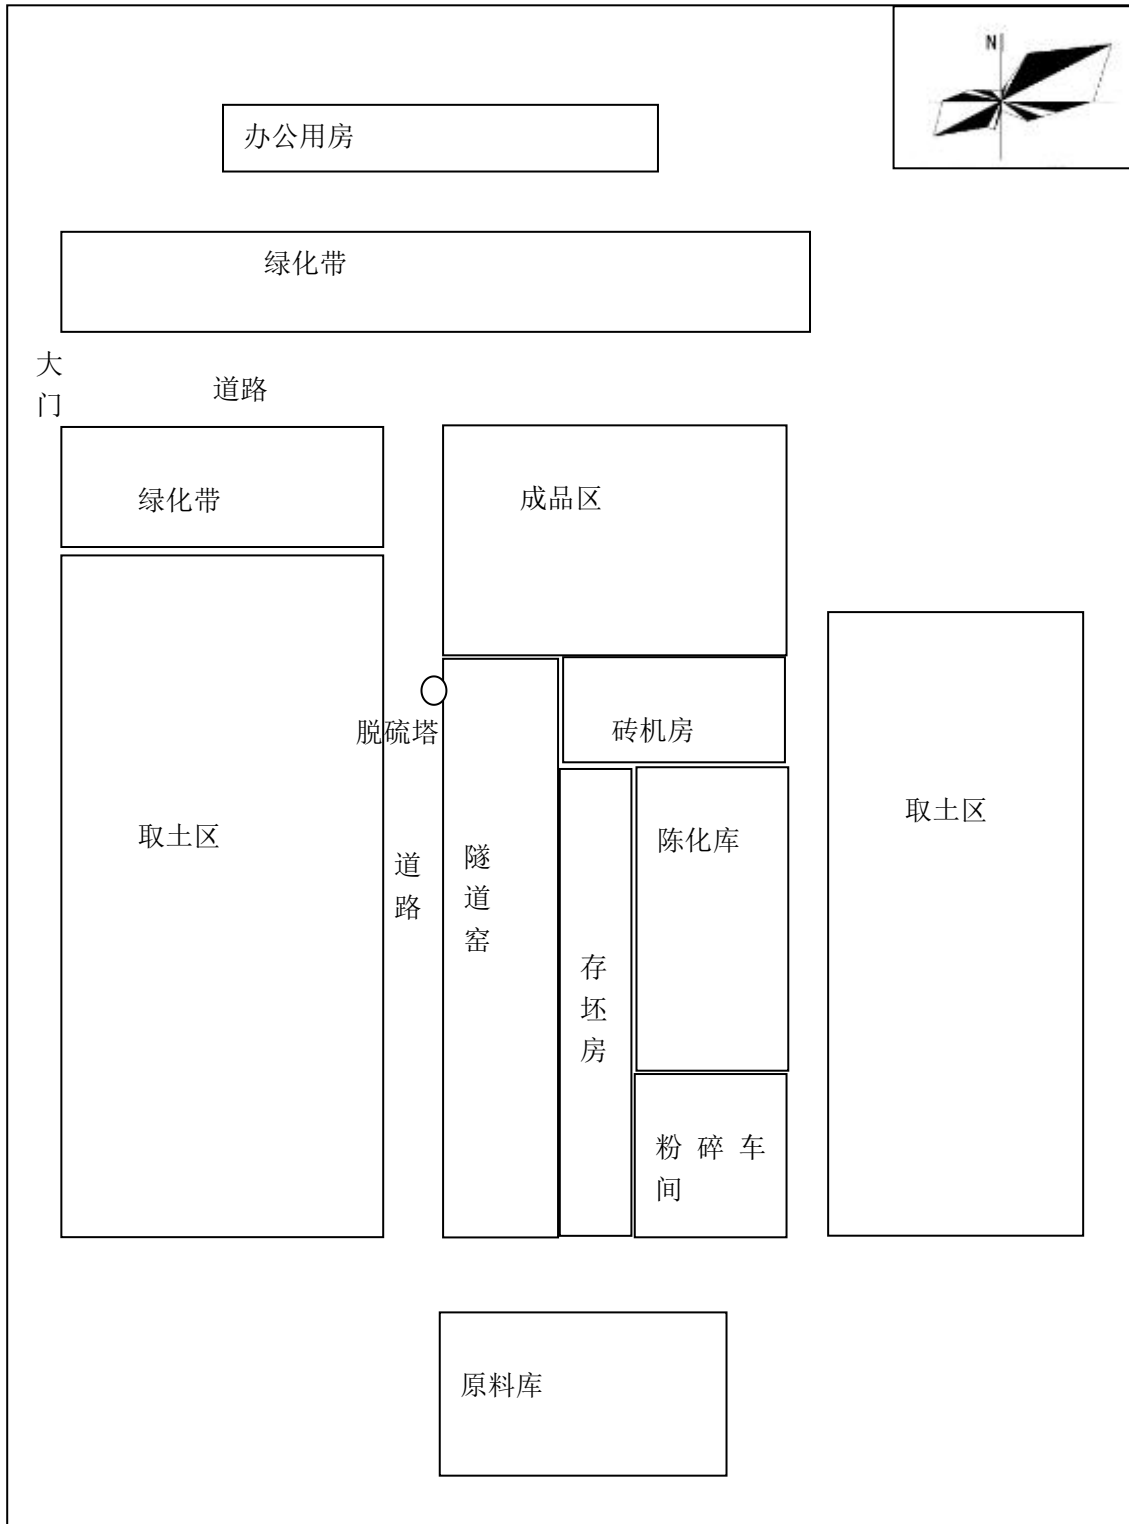 N
办公用房
绿化带
大
门
道路
绿化带
成品区
脱硫塔
砖机房
取土区
取土区
道
路
隧
道
窑
陈化库
存
坯
房
粉 碎 车
间
原料库